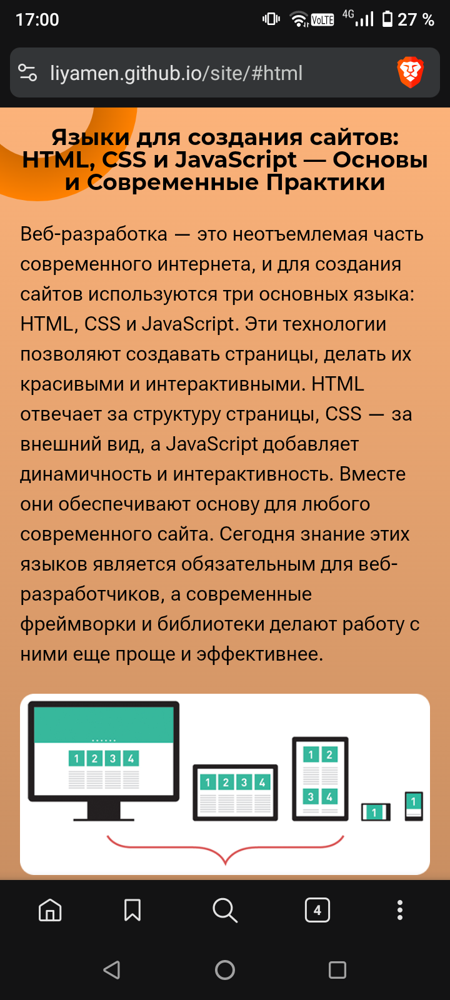 17:00
VoLTE
4G
27 %
liyamen.github.io/site/#html
Языки для создания сайтов:
HTML, CSS и JavaScript — Основы
и Современные Практики
Веб-разработка — это неотъемлемая часть
современного интернета, и для создания
сайтов используются три основных языка:
HTML, CSS и JavaScript. Эти технологии
позволяют создавать страницы, делать их
красивыми и интерактивными. HTML
отвечает за структуру страницы, CSS — за
внешний вид, а JavaScript добавляет
динамичность и интерактивность. Вместе
они обеспечивают основу для любого
современного сайта. Сегодня знание этих
языков является обязательным для веб-
разработчиков, а современные
фреймворки и библиотеки делают работу с
ними еще проще и эффективнее.
1 2 3 4
1 2 3 4
1 2
3 4
1
1
4